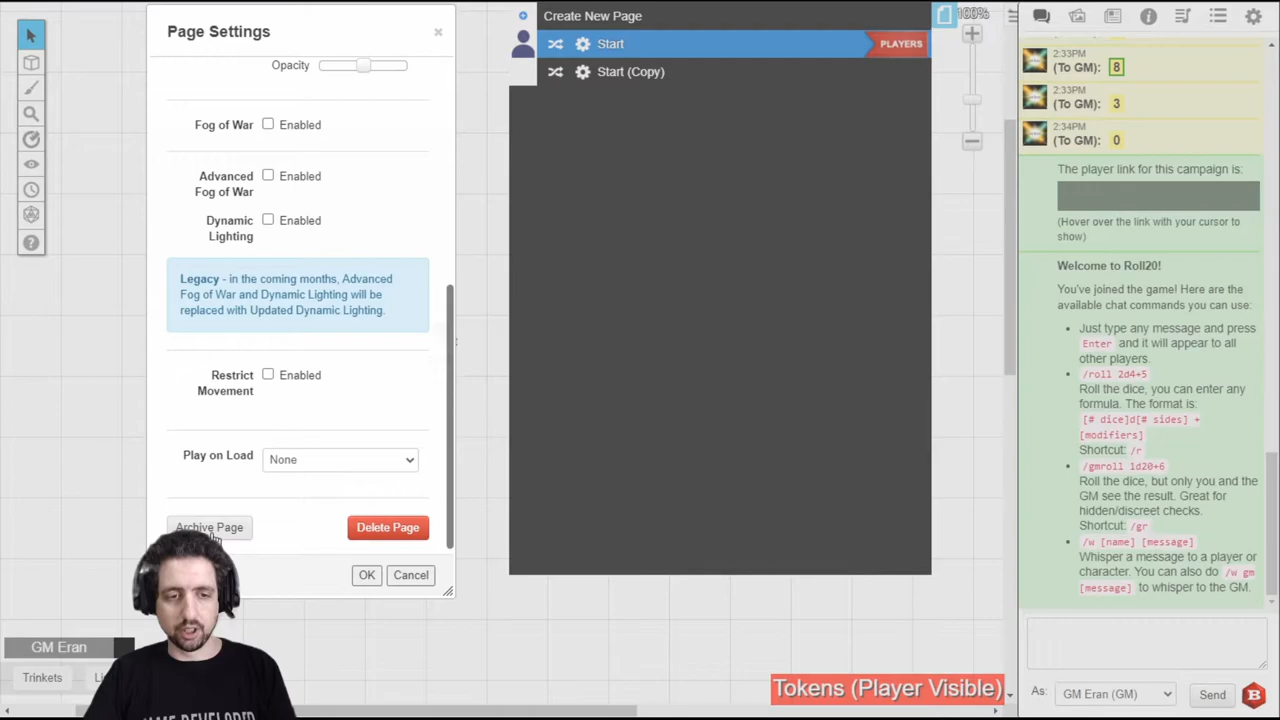 Page Settings
×
Opacity
Fog of War
Enabled
Advanced
Fog of War
Enabled
Dynamic
Lighting
Enabled
Legacy - in the coming months, Advanced
Fog of War and Dynamic Lighting will be
replaced with Updated Dynamic Lighting.
Restrict
Movement
Enabled
Play on Load
None
Archive Page
Delete Page
OK
Cancel
GM Eran
Trinkets
Create New Page
Start
PLAYERS
Start (Copy)
100%
Tokens (Player Visible)
2:33PM
(To GM): 8
2:33PM
(To GM): 3
2:34PM
(To GM): 0
The player link for this campaign is:
(Hover over the link with your cursor to
show)
Welcome to Roll20!
You've joined the game! Here are the
available chat commands you can use:
Just type any message and press
Enter and it will appear to all
other players.
/roll 2d4+5
Roll the dice, you can enter any
formula. The format is:
[# dice]d[# sides] +
[modifiers]
Shortcut: /r
/gmroll 1d20+6
Roll the dice, but only you and the
GM see the result. Great for
hidden/discreet checks.
Shortcut: /gr
/w [name] [message]
Whisper a message to a player or
character. You can also do /w gm
[message] to whisper to the GM.
As:
GM Eran (GM)
Send
B